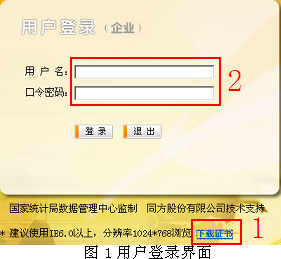 用户登录（企业）
用 户 名：
2
口令密码：
登 录 退 出
国家统计局数据管理中心监制 同方股份有限公司技术支持
1
* 建议使用IE6.0以上，分辨率1024*768浏览 下载证书
图 1 用户登录界面